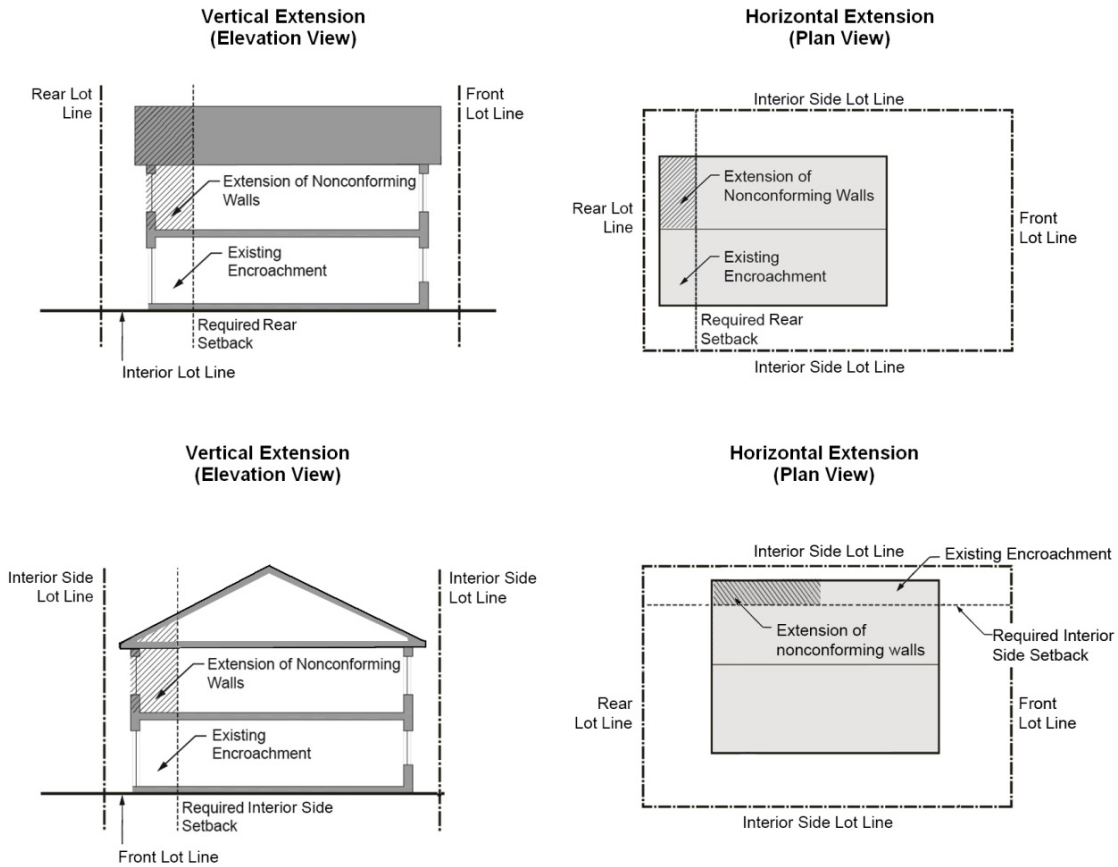 Vertical Extension
(Elevation View)
Rear Lot
Line
Front
Lot Line
Extension of Nonconforming
Walls
Existing
Encroachment
Required Rear
Setback
Interior Lot Line
Horizontal Extension
(Plan View)
Interior Side Lot Line
Extension of
Nonconforming Walls
Rear Lot
Line
Front
Lot Line
Existing
Encroachment
Required Rear
Setback
Interior Side Lot Line
Vertical Extension
(Elevation View)
Interior Side
Lot Line
Interior Side
Lot Line
Extension of Nonconforming
Walls
Existing
Encroachment
Required Interior Side
Setback
Front Lot Line
Horizontal Extension
(Plan View)
Interior Side Lot Line
Existing Encroachment
Extension of
nonconforming walls
Required Interior
Side Setback
Rear
Lot Line
Front
Lot Line
Interior Side Lot Line